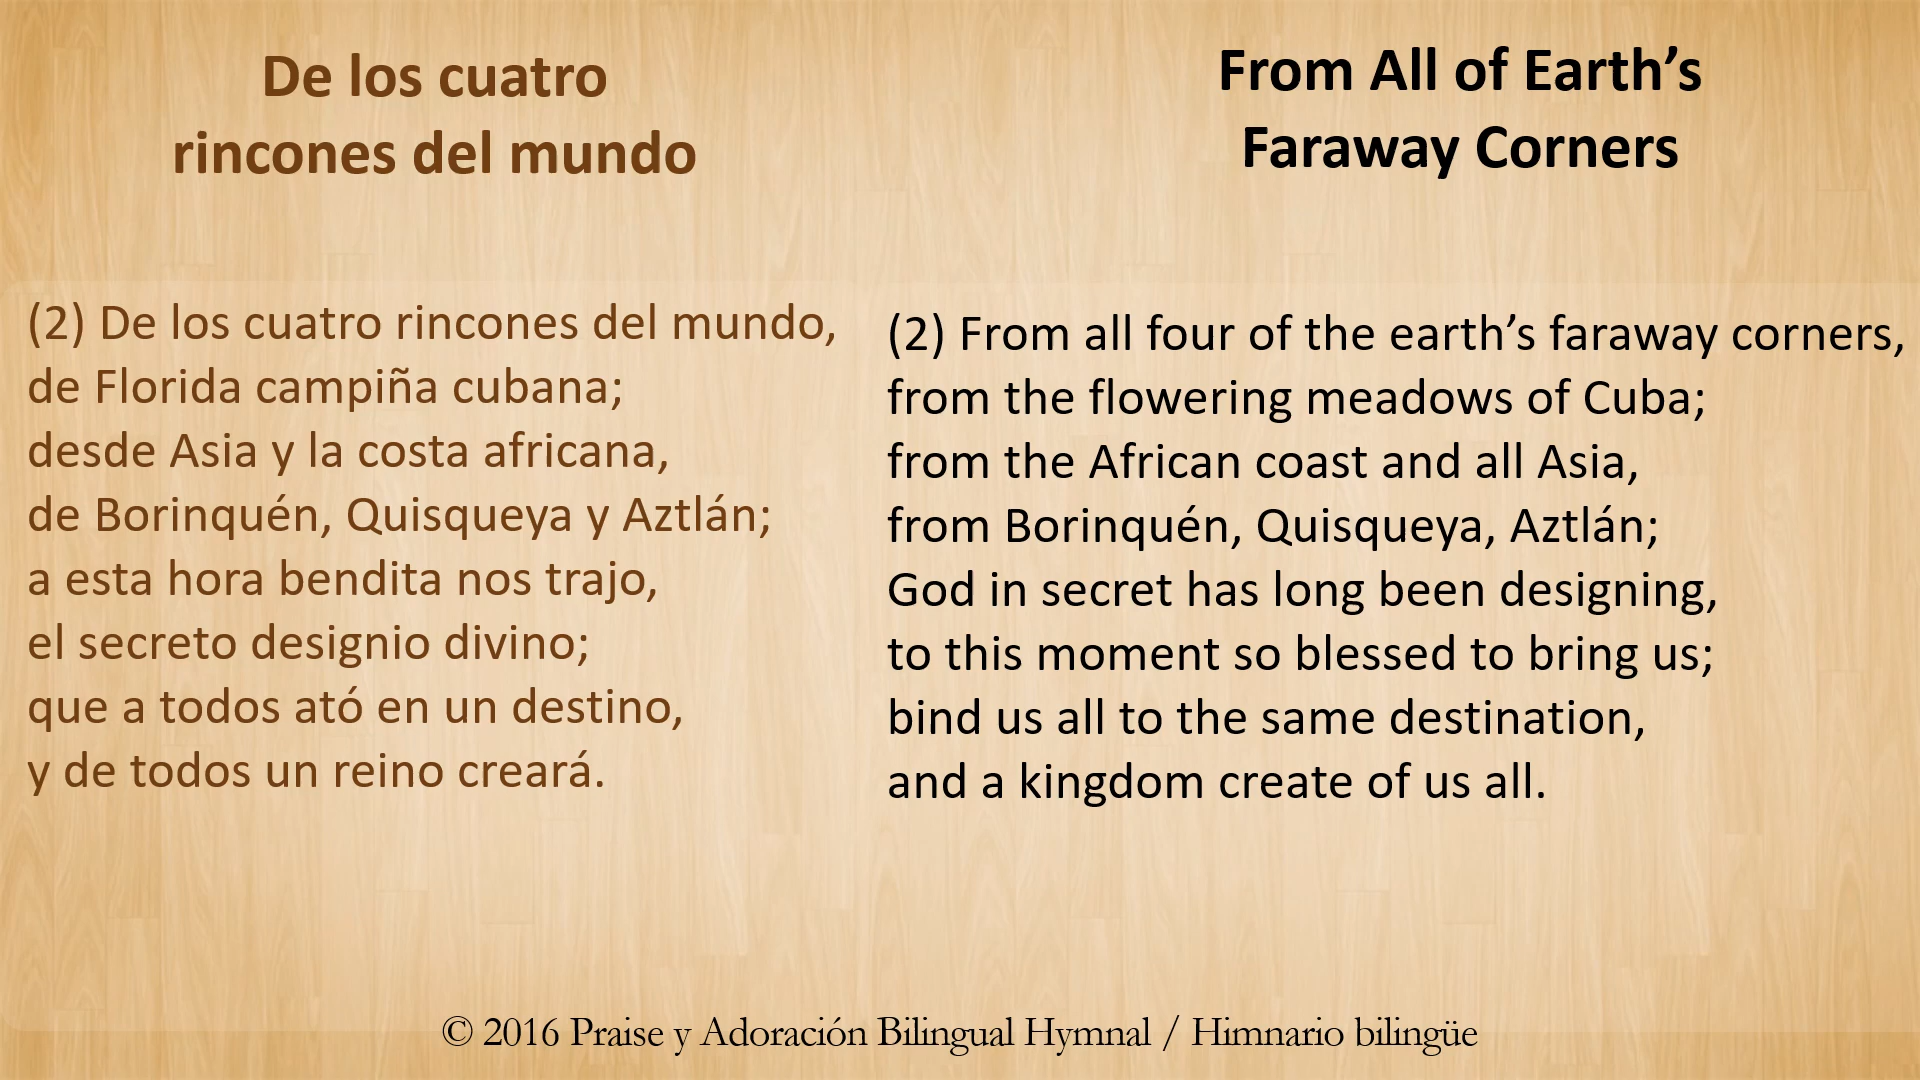 De los cuatro
rincones del mundo
(2) De los cuatro rincones del mundo,
de Florida campiña cubana;
desde Asia y la costa africana,
de Borinquén, Quisqueya y Aztlán;
a esta hora bendita nos trajo,
el secreto designio divino;
que a todos ató en un destino,
y de todos un reino creará.
From All of Earth’s
Faraway Corners
(2) From all four of the earth’s faraway corners,
from the flowering meadows of Cuba;
from the African coast and all Asia,
from Borinquén, Quisqueya, Aztlán;
God in secret has long been designing,
to this moment so blessed to bring us;
bind us all to the same destination,
and a kingdom create of us all.
© 2016 Praise y Adoración Bilingual Hymnal / Himnario bilingüe